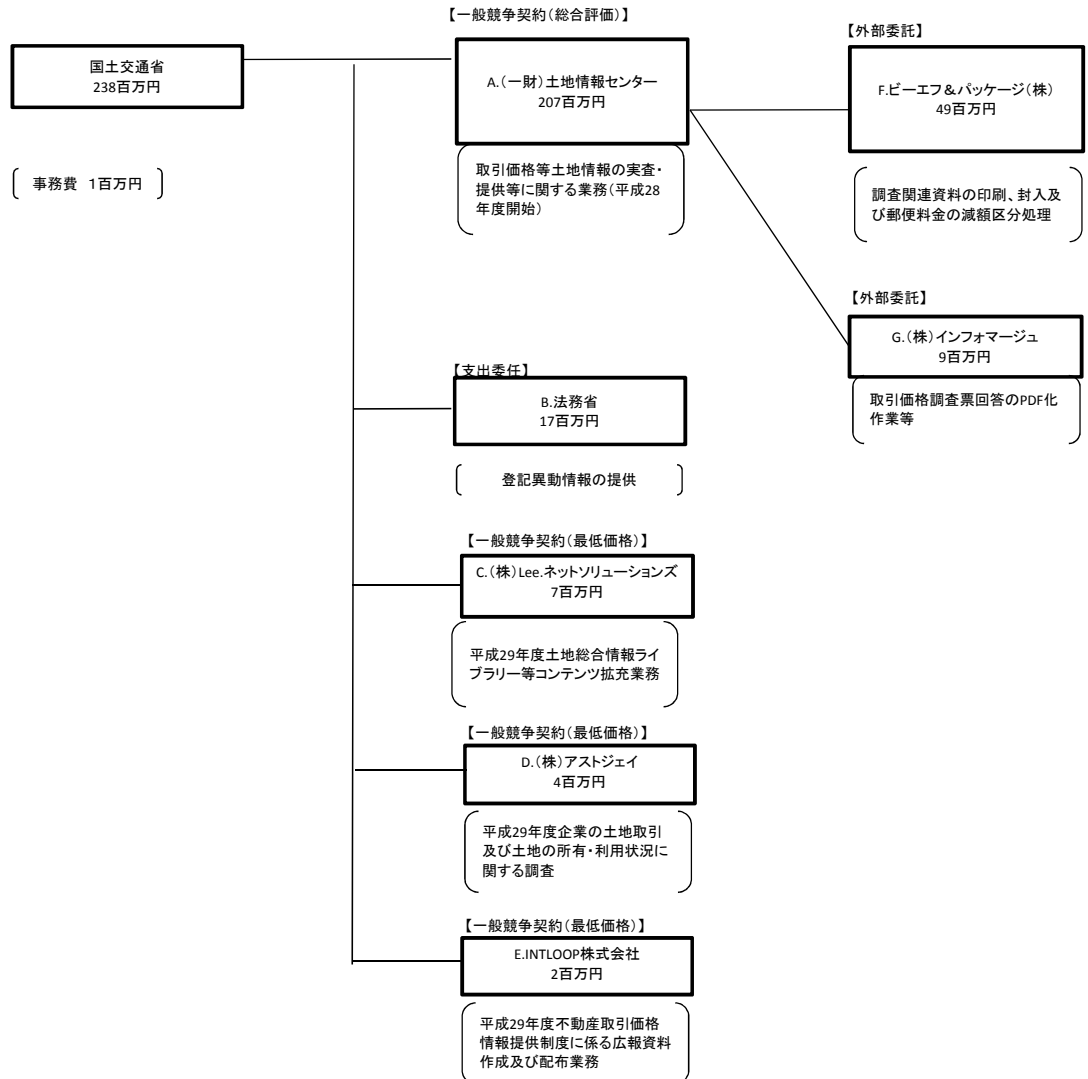 国土交通省
238百万円
事務費 1百万円
【一般競争契約(総合評価)】
A.(一財)土地情報センター
207百万円
取引価格等土地情報の実査・
提供等に関する業務(平成28
年度開始)
【外部委託】
F.ビーエフ&パッケージ(株)
49百万円
調査関連資料の印刷、封入及
び郵便料金の減額区分処理
【外部委託】
G.(株)インフォマージュ
9百万円
取引価格調査票回答のPDF化
作業等
【支出委任】
B.法務省
17百万円
登記異動情報の提供
【一般競争契約(最低価格)】
C.(株)Lee.ネットソリューションズ
7百万円
平成29年度土地総合情報ライ
ブラリー等コンテンツ拡充業務
【一般競争契約(最低価格)】
D.(株)アストジェイ
4百万円
平成29年度企業の土地取引
及び土地の所有・利用状況に
関する調査
【一般競争契約(最低価格)】
E.INTLOOP株式会社
2百万円
平成29年度不動産取引価格
情報提供制度に係る広報資料
作成及び配布業務